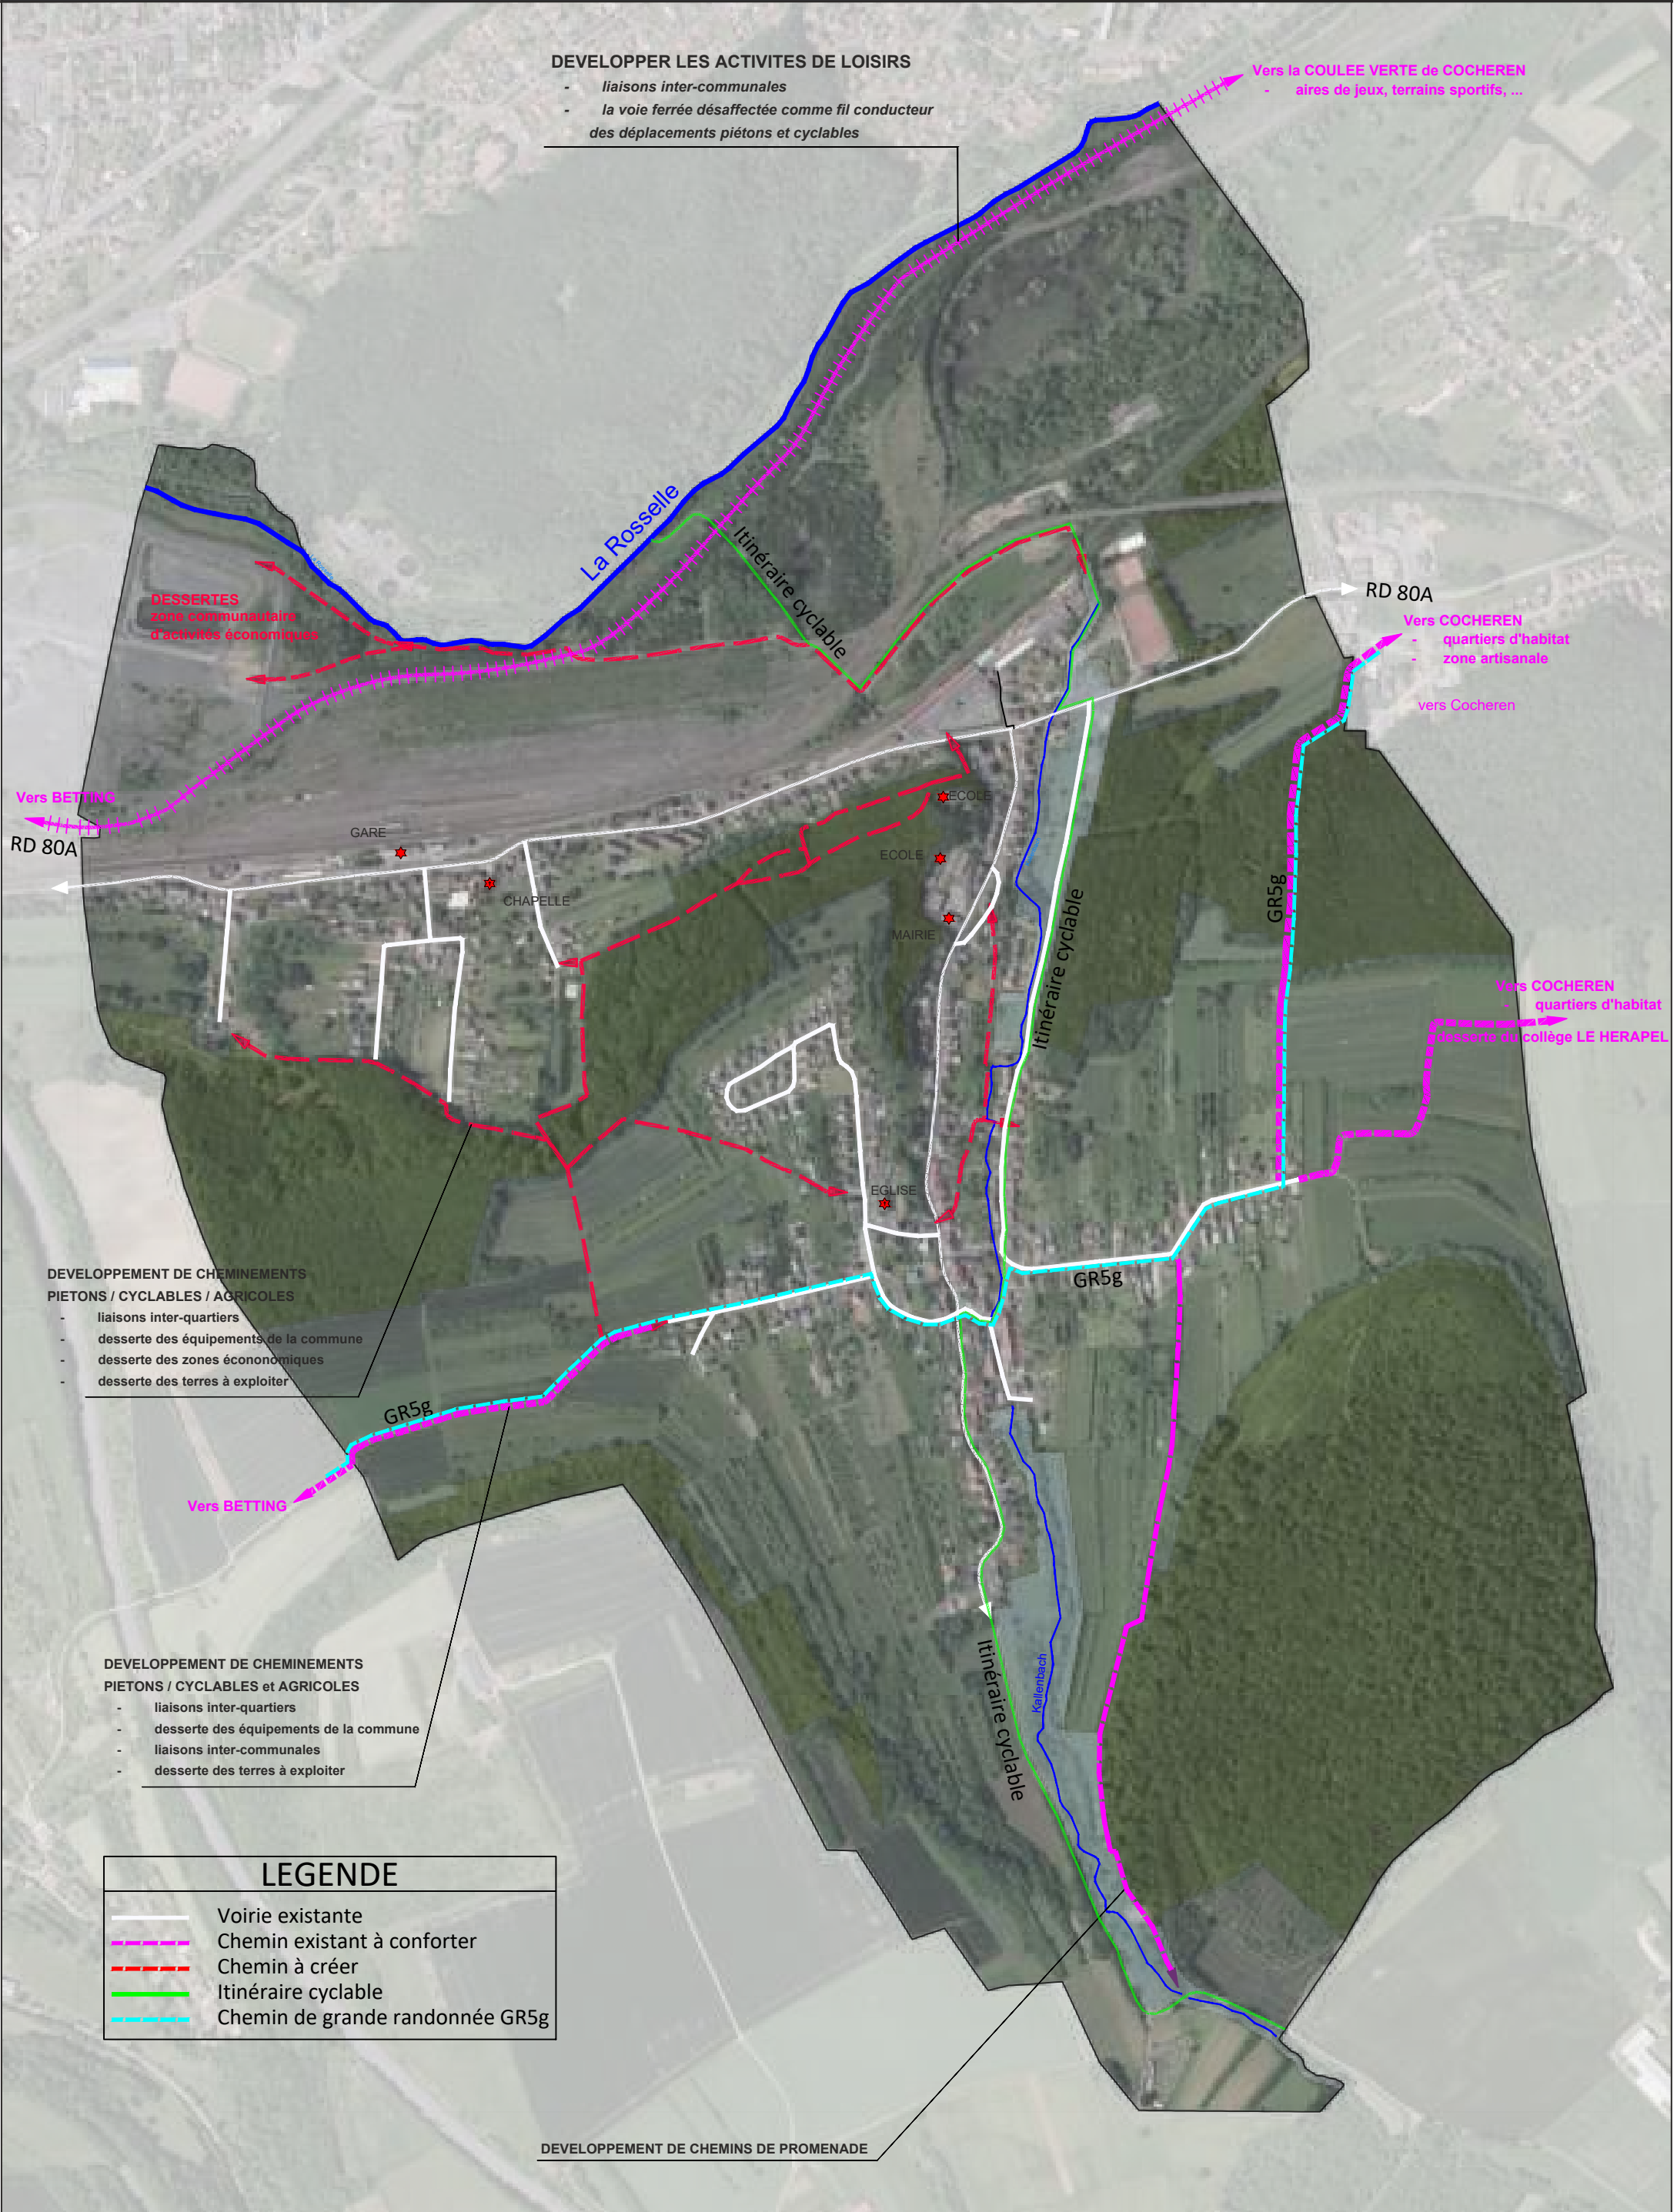 DEVELOPPER LES ACTIVITES DE LOISIRS
- liaisons inter-communales
- la voie ferrée désaffectée comme fil conducteur
des déplacements piétons et cyclables
Vers la COULEE VERTE de COCHEREN
- aires de jeux, terrains sportifs, ...
La Rosselle
Itinéraire cyclable
DESSERTES
zone communautaire
d'activités économiques
RD 80A
Vers COCHEREN
- quartiers d'habitat
- zone artisanale
vers Cocheren
Vers BETTING
RD 80A
GARE
CHAPELLE
ECOLE
ECOLE
MAIRIE
Itinéraire cyclable
GR5g
Vers COCHEREN
- quartiers d'habitat
desserte du collège LE HERAPEL
EGLISE
GR5g
DEVELOPPEMENT DE CHEMINEMENTS
PIETONS / CYCLABLES / AGRICOLES
- liaisons inter-quartiers
- desserte des équipements de la commune
- desserte des zones écononomiques
- desserte des terres à exploiter
GR5g
Vers BETTING
DEVELOPPEMENT DE CHEMINEMENTS
PIETONS / CYCLABLES et AGRICOLES
- liaisons inter-quartiers
- desserte des équipements de la commune
- liaisons inter-communales
- desserte des terres à exploiter
Itinéraire cyclable
Kallenbach
LEGENDE
Voirie existante
Chemin existant à conforter
Chemin à créer
Itinéraire cyclable
Chemin de grande randonnée GR5g
DEVELOPPEMENT DE CHEMINS DE PROMENADE